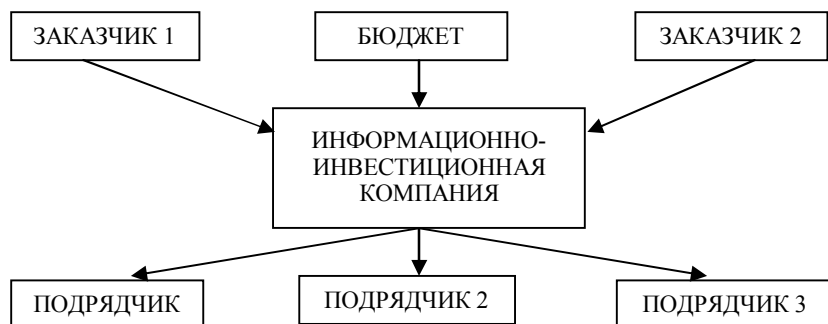 ЗАКАЗЧИК 1
БЮДЖЕТ
ЗАКАЗЧИК 2
ИНФОРМАЦИОННО-
ИНВЕСТИЦИОННАЯ
КОМПАНИЯ
ПОДРЯДЧИК
ПОДРЯДЧИК 2
ПОДРЯДЧИК 3